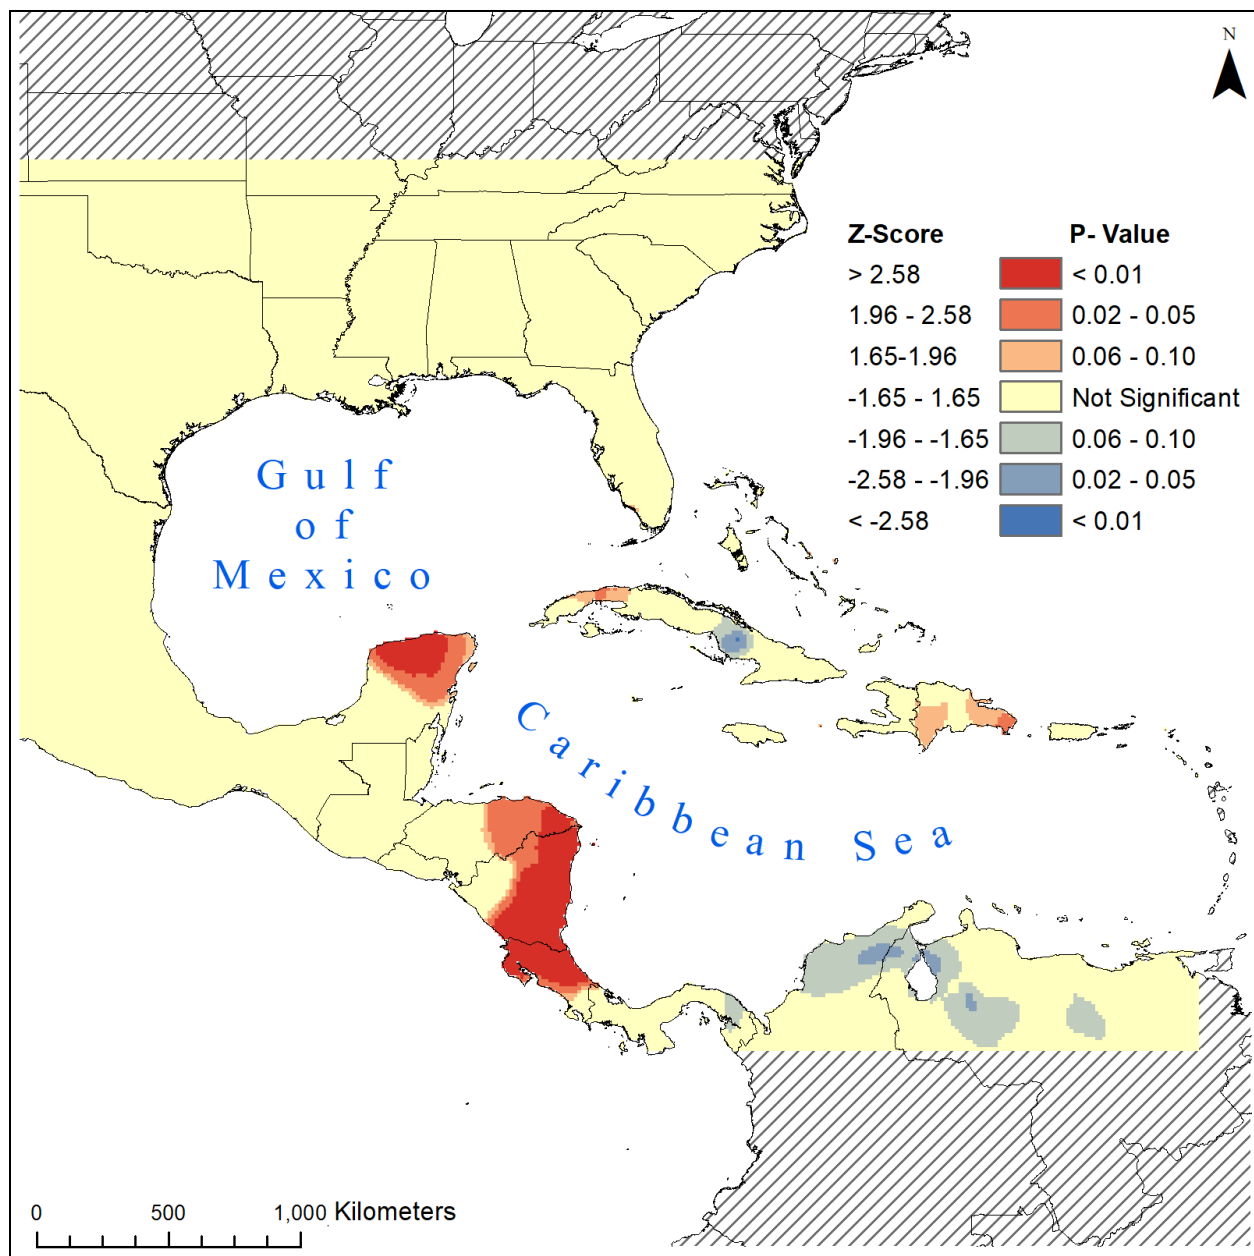 N
Z-Score P- Value
> 2.58 < 0.01
1.96 - 2.58 0.02 - 0.05
1.65-1.96 0.06 - 0.10
-1.65 - 1.65 Not Significant
-1.96 - -1.65 0.06 - 0.10
-2.58 - -1.96 0.02 - 0.05
< -2.58 < 0.01
Gulf
of
Mexico
Caribbean Sea
0 500 1,000 Kilometers